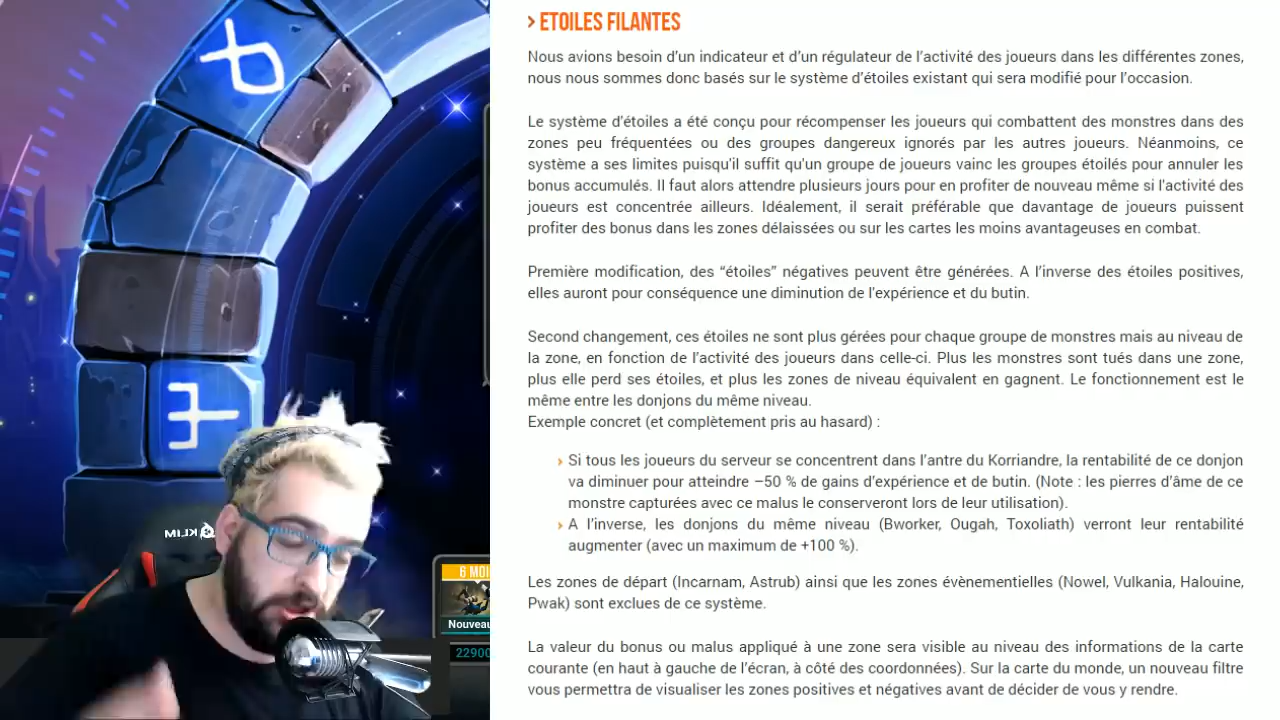 > ETOILES FILANTES
Nous avions besoin d’un indicateur et d’un régulateur de l’activité des joueurs dans les différentes zones,
nous nous sommes donc basés sur le système d’étoiles existant qui sera modifié pour l’occasion.
Le système d’étoiles a été conçu pour récompenser les joueurs qui combattent des monstres dans des
zones peu fréquentées ou des groupes dangereux ignorés par les autres joueurs. Néanmoins, ce
système a ses limites puisqu'il suffit qu'un groupe de joueurs vainc les groupes étoilés pour annuler les
bonus accumulés. Il faut alors attendre plusieurs jours pour en profiter de nouveau même si l'activité des
joueurs est concentrée ailleurs. Idéalement, il serait préférable que davantage de joueurs puissent
profiter des bonus dans les zones délaissées ou sur les cartes les moins avantageuses en combat.
Première modification, des “étoiles” négatives peuvent être générées. A l’inverse des étoiles positives,
elles auront pour conséquence une diminution de l’expérience et du butin.
Second changement, ces étoiles ne sont plus gérées pour chaque groupe de monstres mais au niveau de
la zone, en fonction de l’activité des joueurs dans celle-ci. Plus les monstres sont tués dans une zone,
plus elle perd ses étoiles, et plus les zones de niveau équivalent en gagnent. Le fonctionnement est le
même entre les donjons du même niveau.
Exemple concret (et complètement pris au hasard) :
› Si tous les joueurs du serveur se concentrent dans l’antre du Korriandre, la rentabilité de ce donjon
va diminuer pour atteindre –50 % de gains d’expérience et de butin. (Note : les pierres d’âme de ce
monstre capturées avec ce malus le conserveront lors de leur utilisation).
› A l’inverse, les donjons du même niveau (Bworker, Ougah, Toxoliath) verront leur rentabilité
augmenter (avec un maximum de +100 %).
Les zones de départ (Incarnam, Astrub) ainsi que les zones évènementielles (Nowel, Vulkania, Halouine,
Pwak) sont exclues de ce système.
La valeur du bonus ou malus appliqué à une zone sera visible au niveau des informations de la carte
courante (en haut à gauche de l’écran, à côté des coordonnées). Sur la carte du monde, un nouveau filtre
vous permettra de visualiser les zones positives et négatives avant de décider de vous y rendre.
KLIM
6 MOI
Nouveau
22900